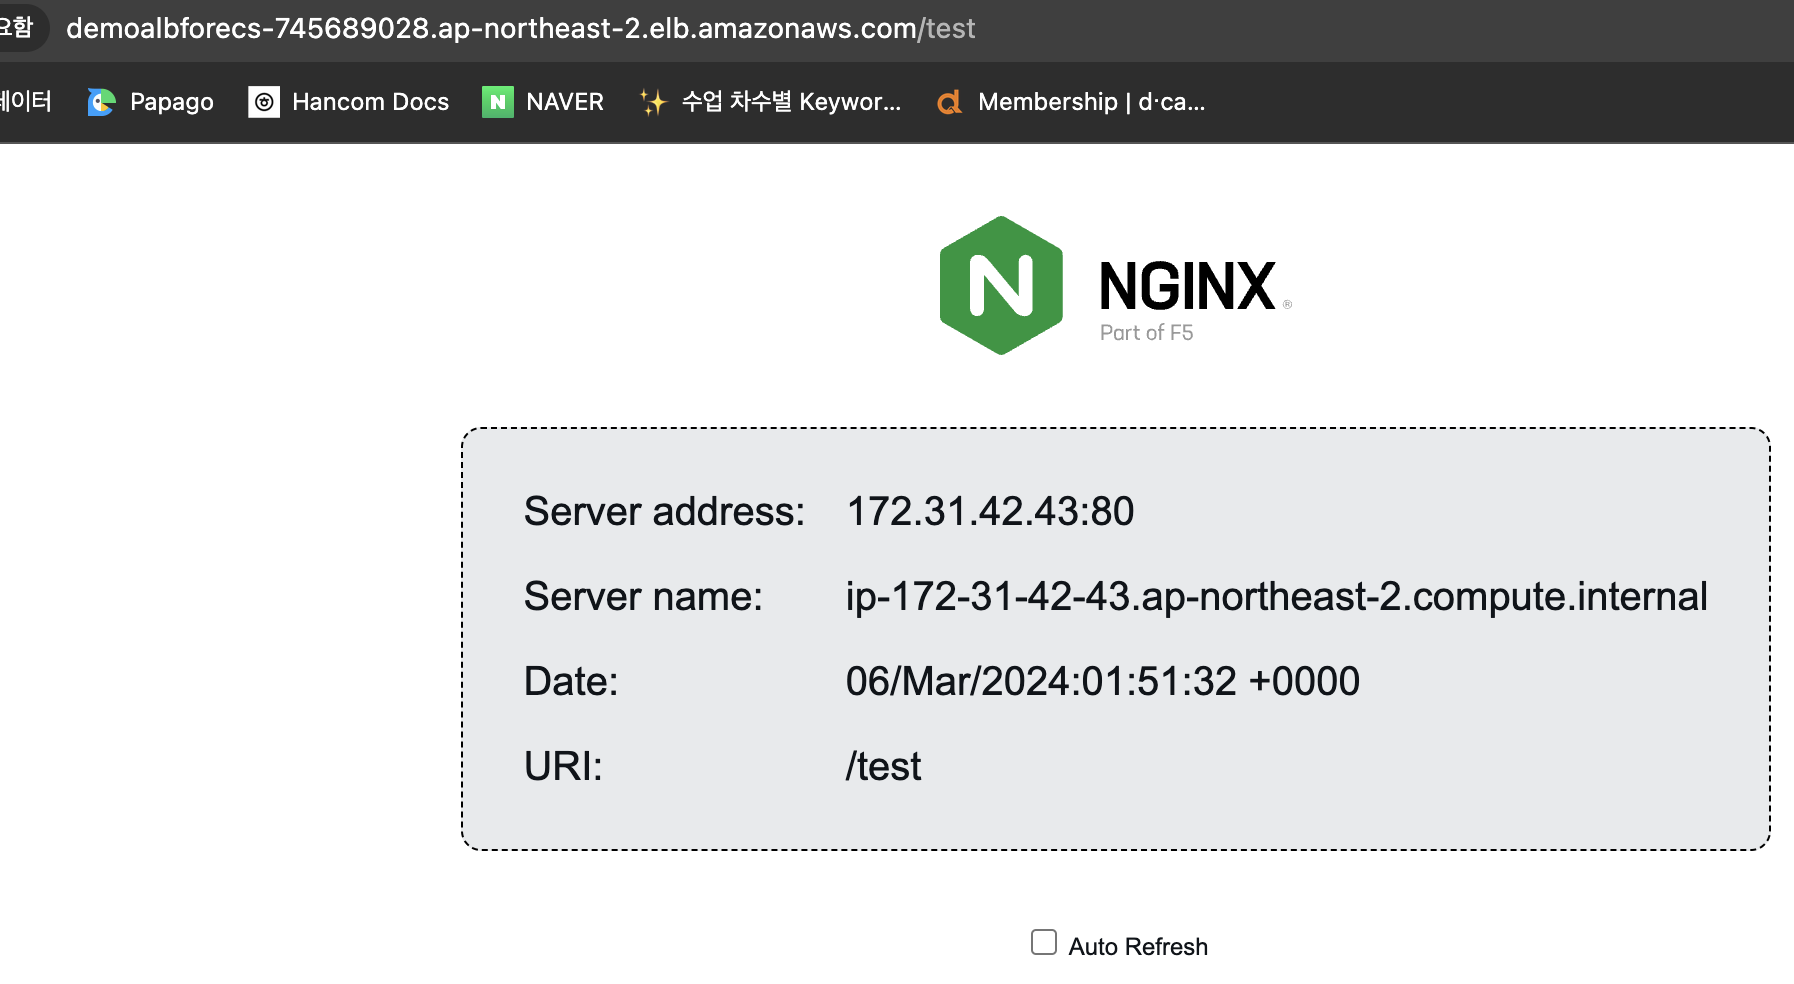 요함 demoalbforecs-745689028.ap-northeast-2.elb.amazonaws.com/test
Papago Hancom Docs N NAVER 수업 차수별 Keywor... Membership | d·ca...
N NGINX ®
Part of F5
Server address: 172.31.42.43:80
Server name: ip-172-31-42-43.ap-northeast-2.compute.internal
Date: 06/Mar/2024:01:51:32 +0000
URI: /test
Auto Refresh